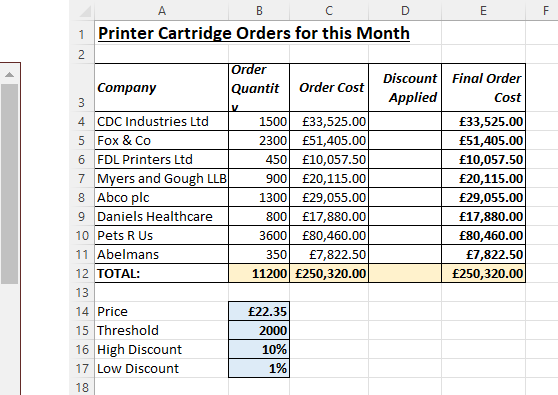 A B C D E F
1 Printer Cartridge Orders for this Month
2
3 Company Order Quantity Order Cost Discount Applied Final Order Cost
4 CDC Industries Ltd 1500 £33,525.00 £33,525.00
5 Fox & Co 2300 £51,405.00 £51,405.00
6 FDL Printers Ltd 450 £10,057.50 £10,057.50
7 Myers and Gough LLB 900 £20,115.00 £20,115.00
8 Abco plc 1300 £29,055.00 £29,055.00
9 Daniels Healthcare 800 £17,880.00 £17,880.00
10 Pets R Us 3600 £80,460.00 £80,460.00
11 Abelmans 350 £7,822.50 £7,822.50
12 TOTAL: 11200 £250,320.00 £250,320.00
13
14 Price £22.35
15 Threshold 2000
16 High Discount 10%
17 Low Discount 1%
18